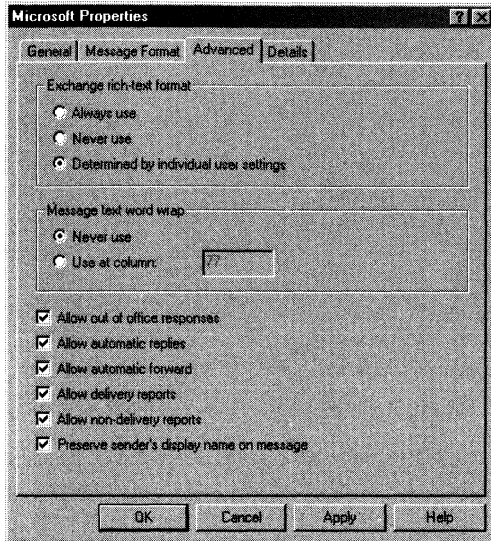 Microsoft Properties
General Message Format Advanced Details
Exchange rich-text format
Always use
Never use
Determined by individual user settings
Message text word wrap
Never use
Use at column: 77
Allow out of office responses
Allow automatic replies
Allow automatic forward
Allow delivery reports
Allow non-delivery reports
Preserve sender's display name on message
OK Cancel Apply Help